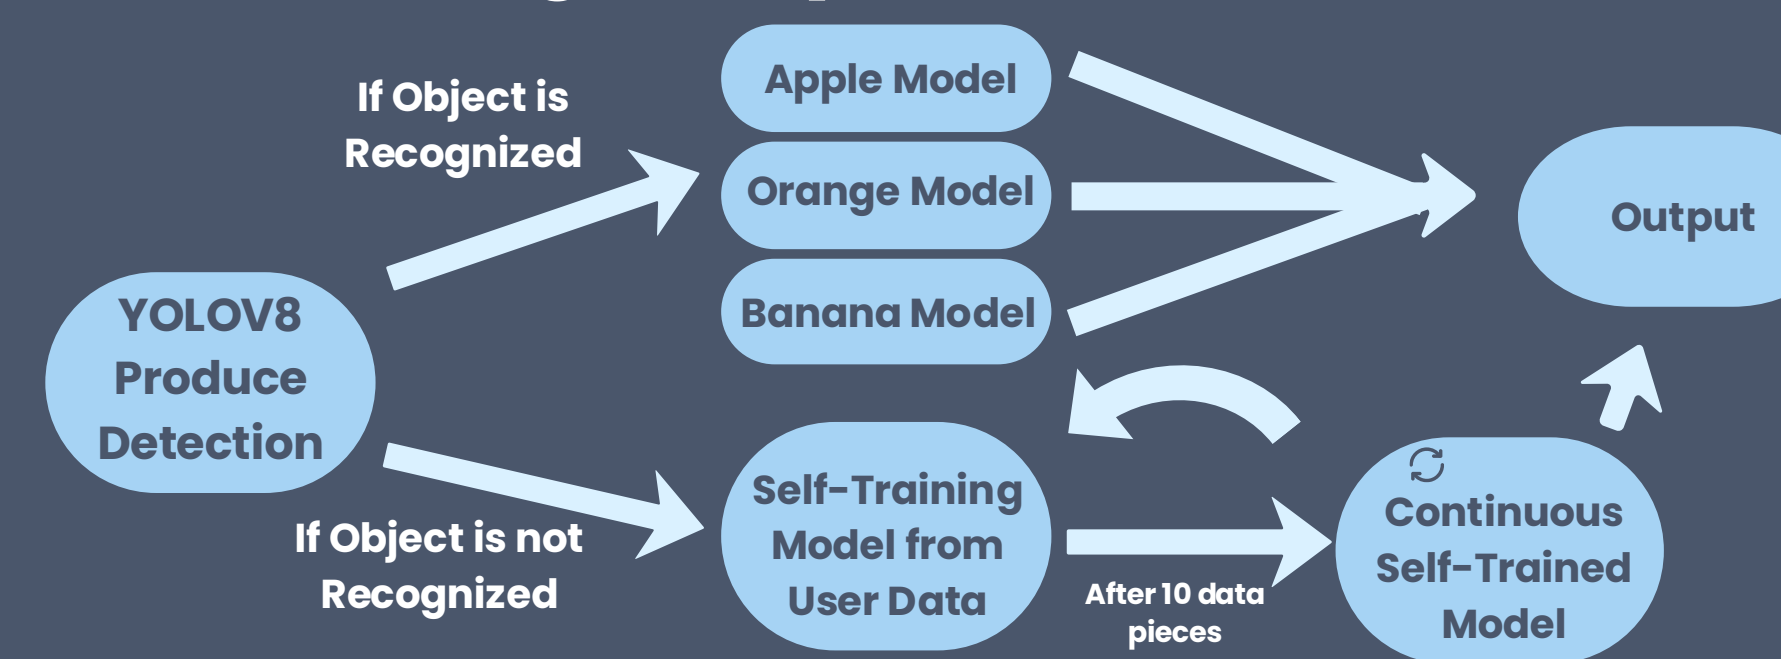 Apple Model
If Object is
Recognized
Orange Model
Output
Banana Model
YOLOV8
Produce
Detection
Self-Training
Model from
User Data
If Object is not
Recognized
After 10 data
pieces
Continuous
Self-Trained
Model